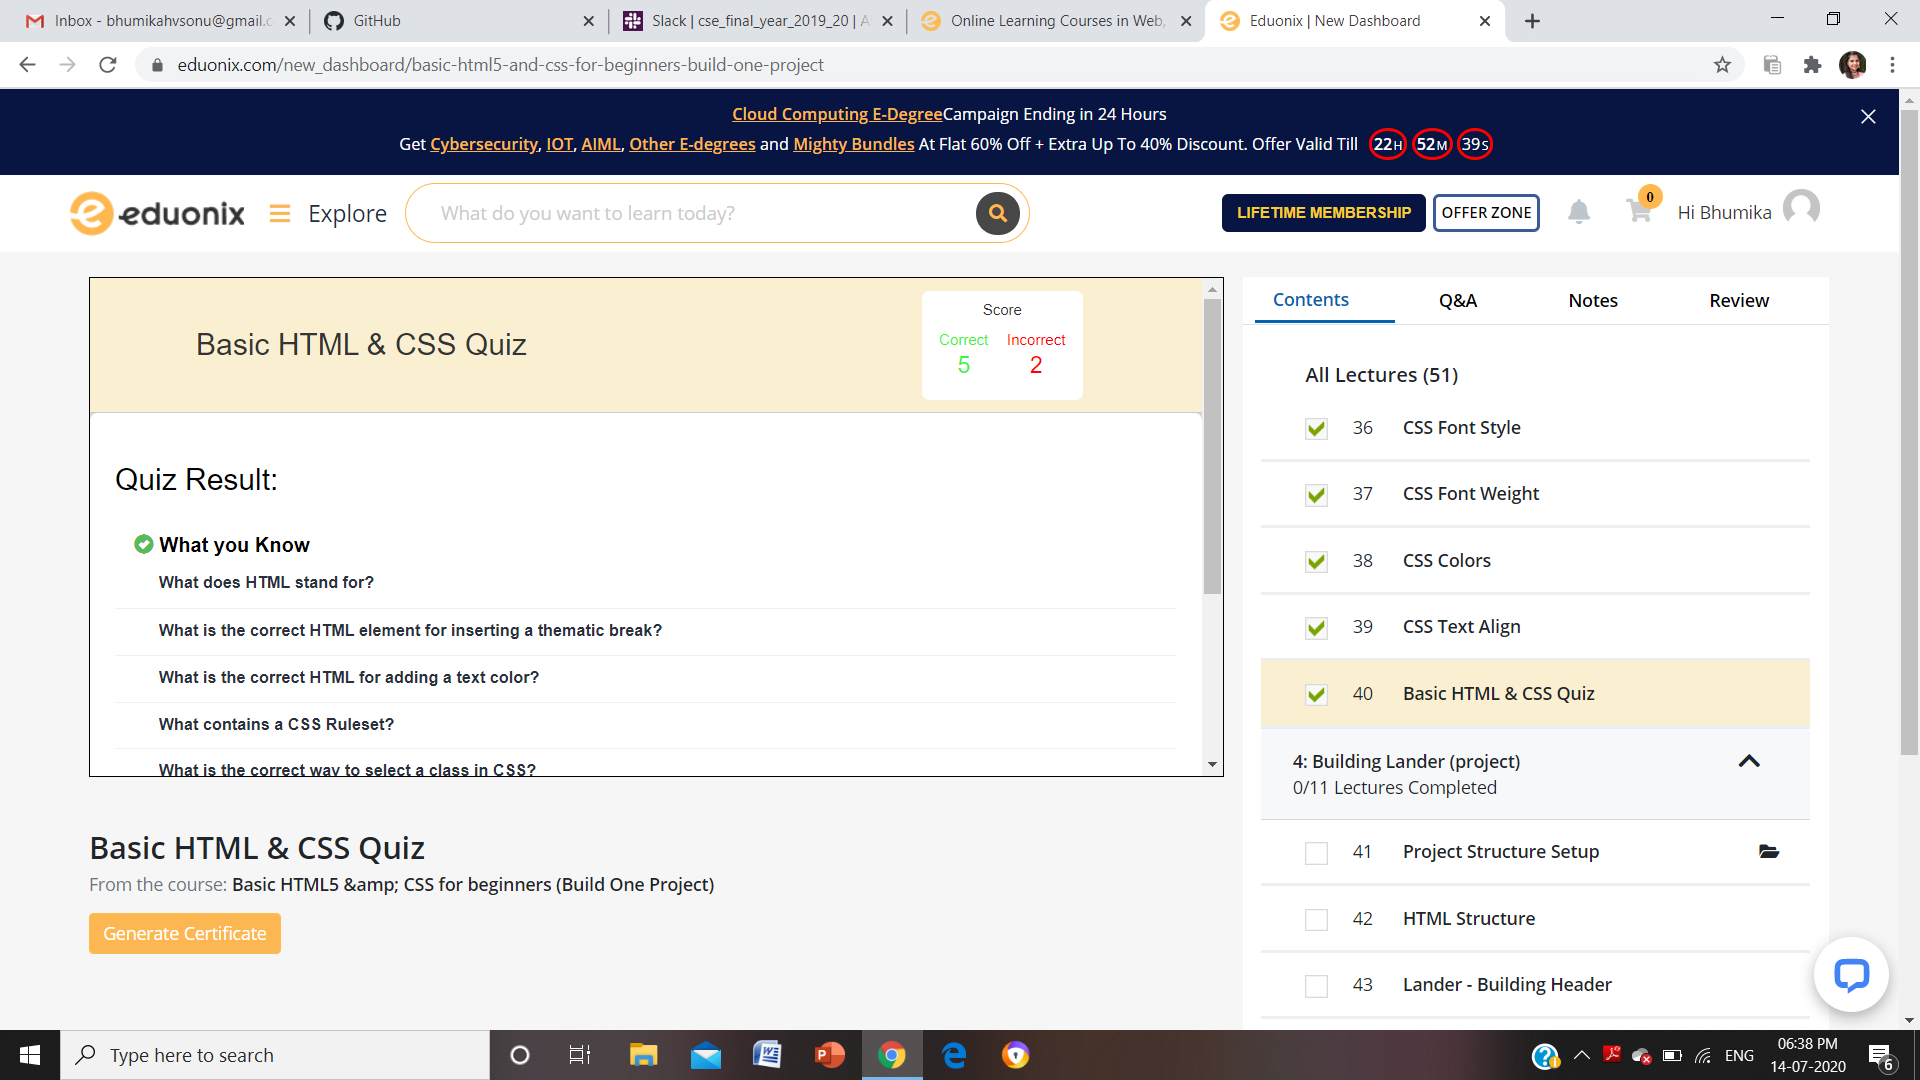 Inbox - bhumikahvsonu@gmail.c
GitHub
Slack | cse_final_year_2019_20 | A
Online Learning Courses in Web,
Eduonix | New Dashboard
eduonix.com/new_dashboard/basic-html5-and-css-for-beginners-build-one-project
Cloud Computing E-DegreeCampaign Ending in 24 Hours
Get Cybersecurity, IOT, AIML, Other E-degrees and Mighty Bundles At Flat 60% Off + Extra Up To 40% Discount. Offer Valid Till 22H 52M 39S
eduonix
Explore
What do you want to learn today?
LIFETIME MEMBERSHIP
OFFER ZONE
0
Hi Bhumika
Basic HTML & CSS Quiz
Score
Correct Incorrect
5 2
Quiz Result:
What you Know
What does HTML stand for?
What is the correct HTML element for inserting a thematic break?
What is the correct HTML for adding a text color?
What contains a CSS Ruleset?
What is the correct way to select a class in CSS?
Basic HTML & CSS Quiz
From the course: Basic HTML5 &amp; CSS for beginners (Build One Project)
Generate Certificate
Contents Q&A Notes Review
All Lectures (51)
36 CSS Font Style
37 CSS Font Weight
38 CSS Colors
39 CSS Text Align
40 Basic HTML & CSS Quiz
4: Building Lander (project)
0/11 Lectures Completed
41 Project Structure Setup
42 HTML Structure
43 Lander - Building Header
Type here to search
ENG
06:38 PM
14-07-2020
6